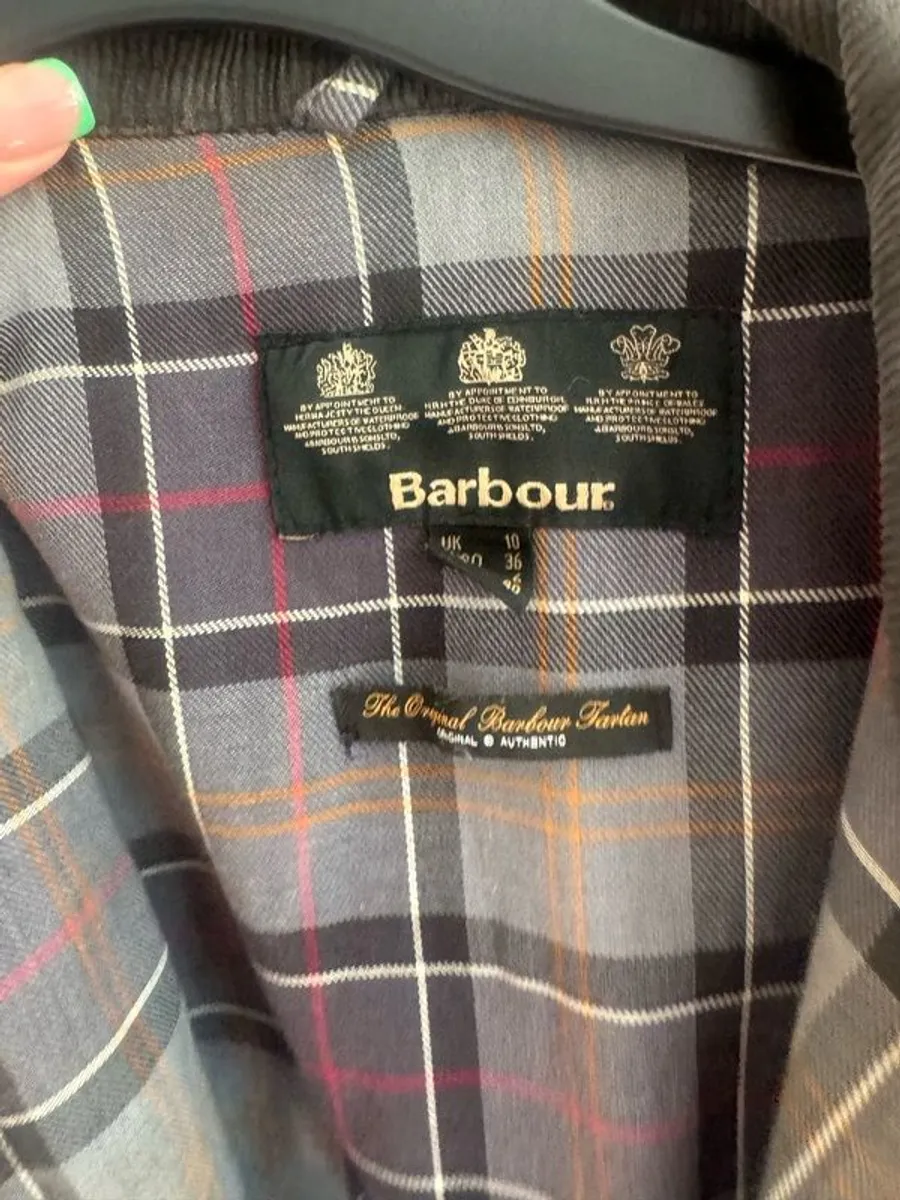 BY APPOINTMENT TO
HER MAJESTY THE QUEEN
MANUFACTURERS OF WATERPROOF
AND PROTECTIVE CLOTHING
J.BARBOUR & SONS LTD,
SOUTH SHIELDS.
BY APPOINTMENT TO
H.R.H THE DUKE OF EDINBURGH
MANUFACTURERS OF WATERPROOF
AND PROTECTIVE CLOTHING
J.BARBOUR & SONS LTD,
SOUTH SHIELDS.
BY APPOINTMENT TO
H.R.H THE PRINCE OF WALES
MANUFACTURERS OF WATERPROOF
AND PROTECTIVE CLOTHING
J.BARBOUR & SONS LTD,
SOUTH SHIELDS.
Barbour®
UK 10
36
The Original Barbour Tartan
ORIGINAL AUTHENTIC